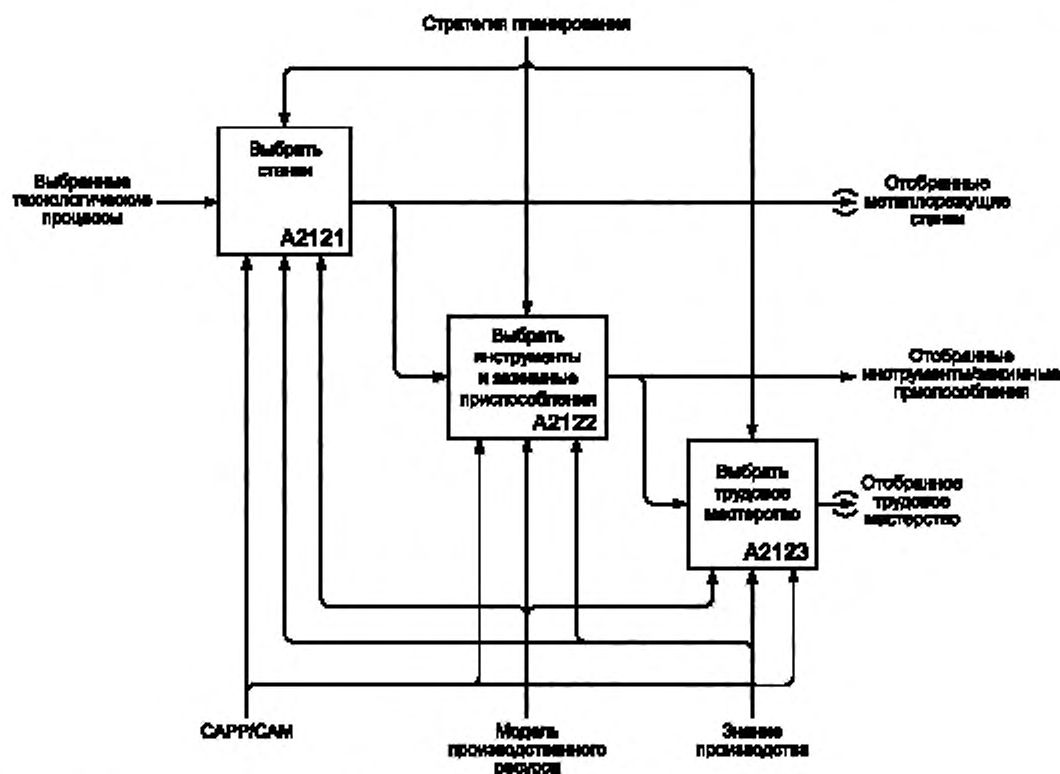 Стратегия планирования
Выбрать
станки
A2121
Выбранные
технологические
процессы
Отобранные
металлорежущие
станки
Выбрать
инструменты
и зажимные
приспособления
A2122
Отобранные
инструменты/зажимные
приспособления
Выбрать
трудовое
мастерство
A2123
Отобранное
трудовое
мастерство
CAPP/CAM
Модель
производственного
ресурса
Знание
производства